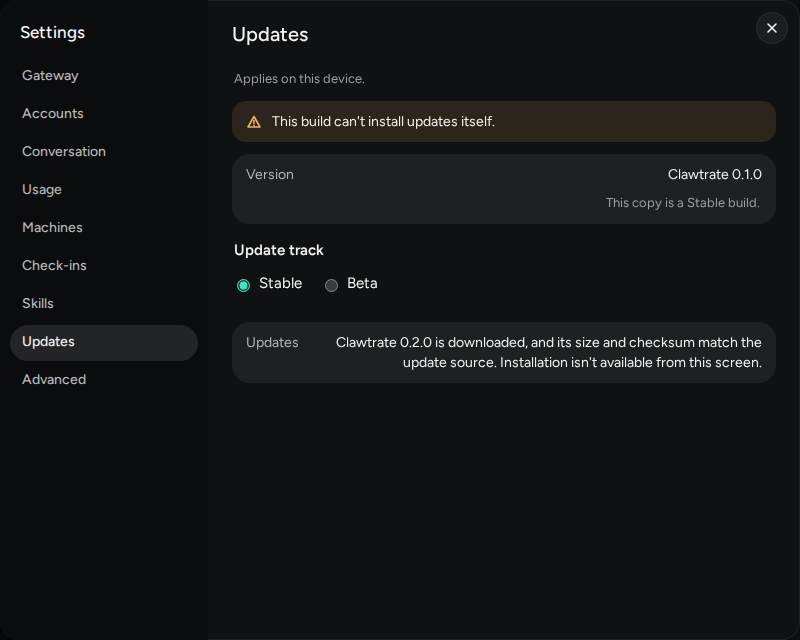 Settings
Gateway
Accounts
Conversation
Usage
Machines
Check-ins
Skills
Updates
Advanced
Updates
Applies on this device.
This build can't install updates itself.
Version
Clawtrate 0.1.0
This copy is a Stable build.
Update track
Stable
Beta
Updates
Clawtrate 0.2.0 is downloaded, and its size and checksum match the
update source. Installation isn't available from this screen.